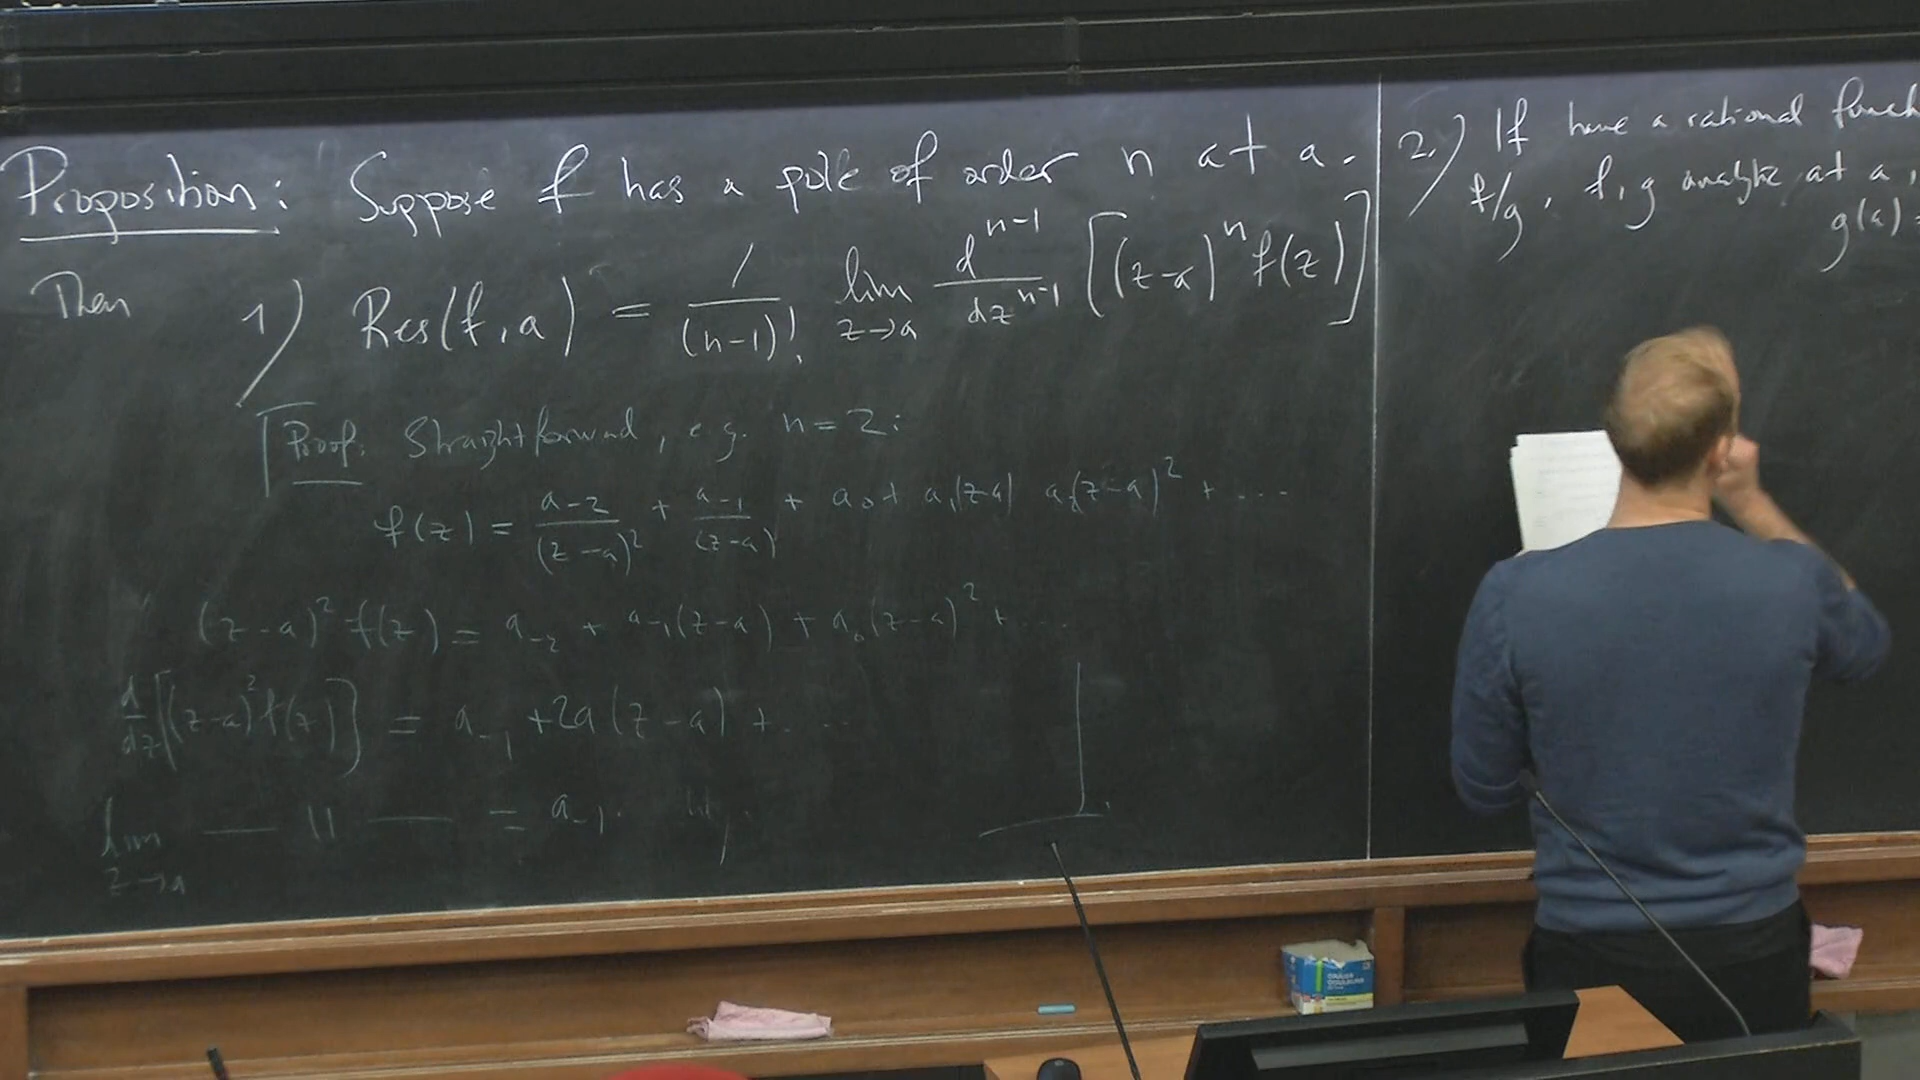 Proposition: Suppose f has a pole of order n at a.
Then 1) Res(f, a) = 1/(n-1)! lim_{z→a} d^{n-1}/dz^{n-1} [(z-a)^n f(z)]
Proof: Straightforward, e.g. n = 2:
f(z) = a_{-2}/(z-a)^2 + a_{-1}/(z-a) + a_0 + a_1(z-a) a_2(z-a)^2 + ...
(z-a)^2 f(z) = a_{-2} + a_{-1}(z-a) + a_0(z-a)^2 + ...
d/dz [(z-a)^2 f(z)] = a_{-1} + 2a(z-a) + ...
lim_{z→a} — 11 — = a_{-1}.
2.) If have a rational
f/g, f, g analytic at a,
g(a) =